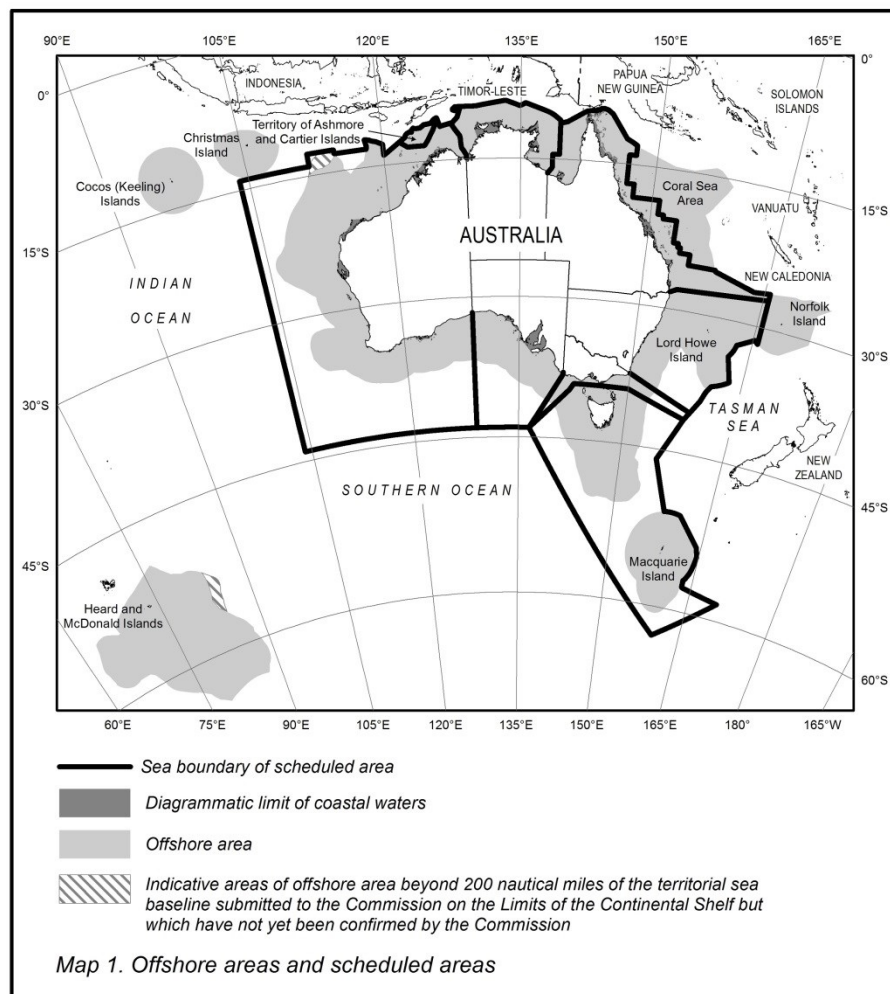 90°E 105°E 120°E 135°E 150°E 165°E
0° 0°
INDONESIA
TIMOR-LESTE
PAPUA
NEW GUINEA
SOLOMON
ISLANDS
Christmas
Island
Territory of Ashmore
and Cartier Islands
Cocos (Keeling)
Islands
Coral Sea
Area
VANUATU
15°S 15°S
AUSTRALIA
INDIAN
OCEAN
NEW CALEDONIA
Norfolk
Island
Lord Howe
Island
30°S 30°S
TASMAN
SEA
NEW
ZEALAND
SOUTHERN OCEAN
45°S 45°S
Macquarie
Island
Heard and
McDonald Islands
60°S
60°E 75°E 90°E 105°E 120°E 135°E 150°E 165°E 180° 165°W
Sea boundary of scheduled area
Diagrammatic limit of coastal waters
Offshore area
Indicative areas of offshore area beyond 200 nautical miles of the territorial sea
baseline submitted to the Commission on the Limits of the Continental Shelf but
which have not yet been confirmed by the Commission
Map 1. Offshore areas and scheduled areas